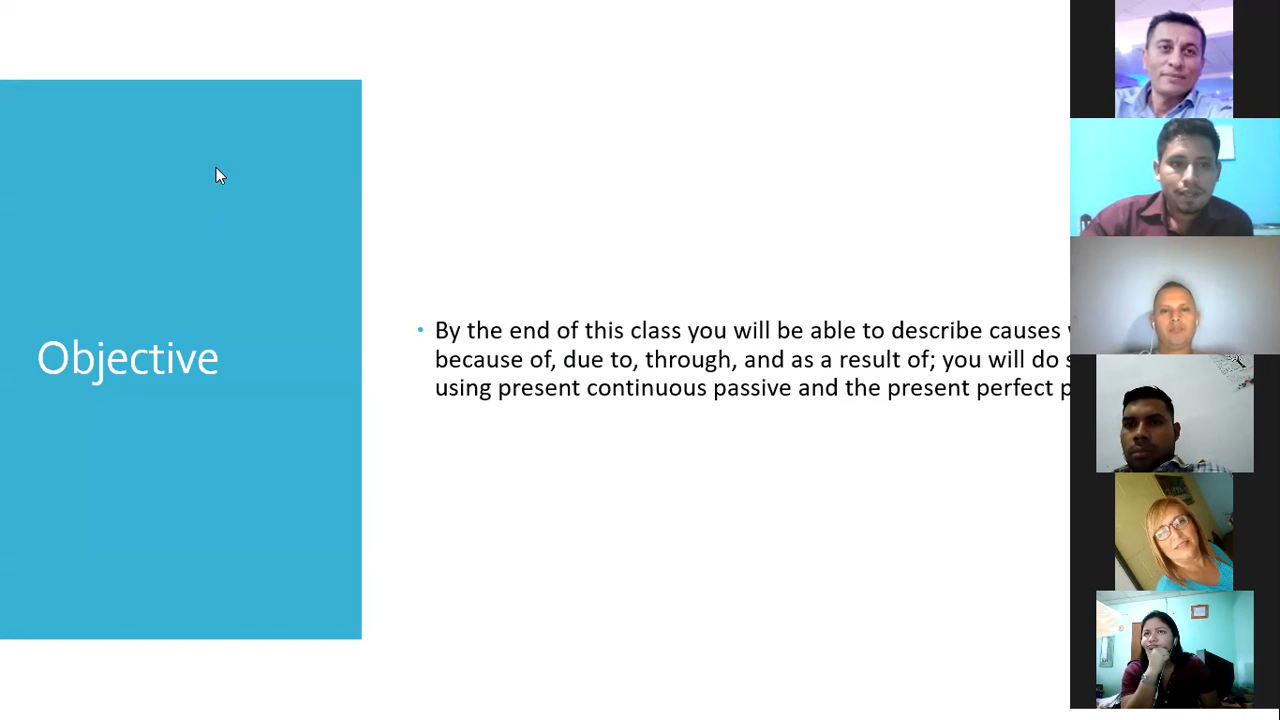 Objective
By the end of this class you will be able to describe causes
because of, due to, through, and as a result of; you will do
using present continuous passive and the present perfect